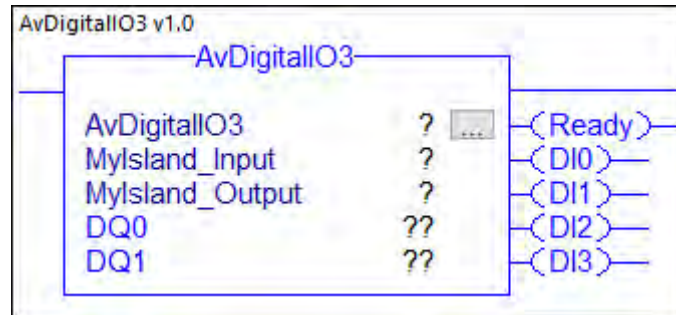 AvDigitalIO3 v1.0
AvDigitalIO3
AvDigitalIO3 ? ... Ready
MyIsland_Input ? DI0
MyIsland_Output ? DI1
DQ0 ?? DI2
DQ1 ?? DI3